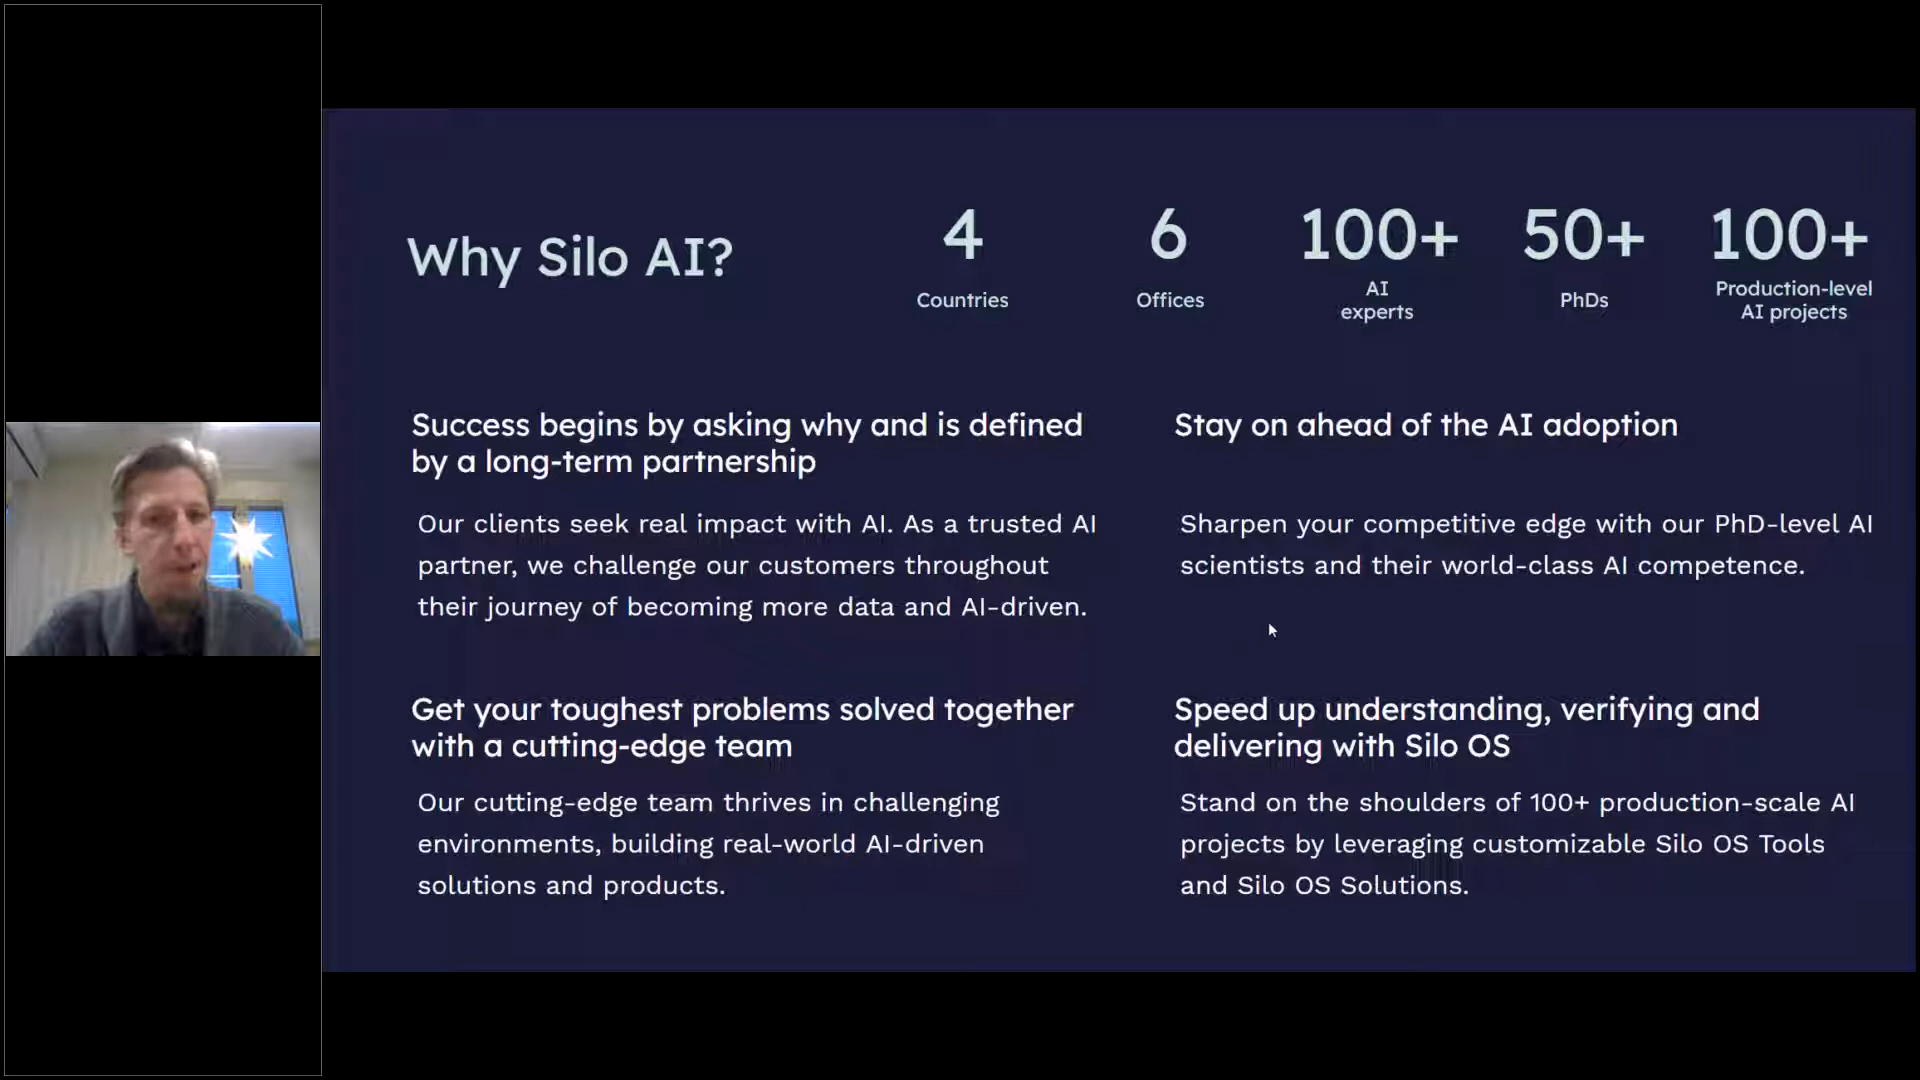 Why Silo AI?
4
Countries
6
Offices
100+
AI
experts
50+
PhDs
100+
Production-level
AI projects
Success begins by asking why and is defined
by a long-term partnership
Our clients seek real impact with AI. As a trusted AI
partner, we challenge our customers throughout
their journey of becoming more data and AI-driven.
Stay on ahead of the AI adoption
Sharpen your competitive edge with our PhD-level AI
scientists and their world-class AI competence.
Get your toughest problems solved together
with a cutting-edge team
Our cutting-edge team thrives in challenging
environments, building real-world AI-driven
solutions and products.
Speed up understanding, verifying and
delivering with Silo OS
Stand on the shoulders of 100+ production-scale AI
projects by leveraging customizable Silo OS Tools
and Silo OS Solutions.